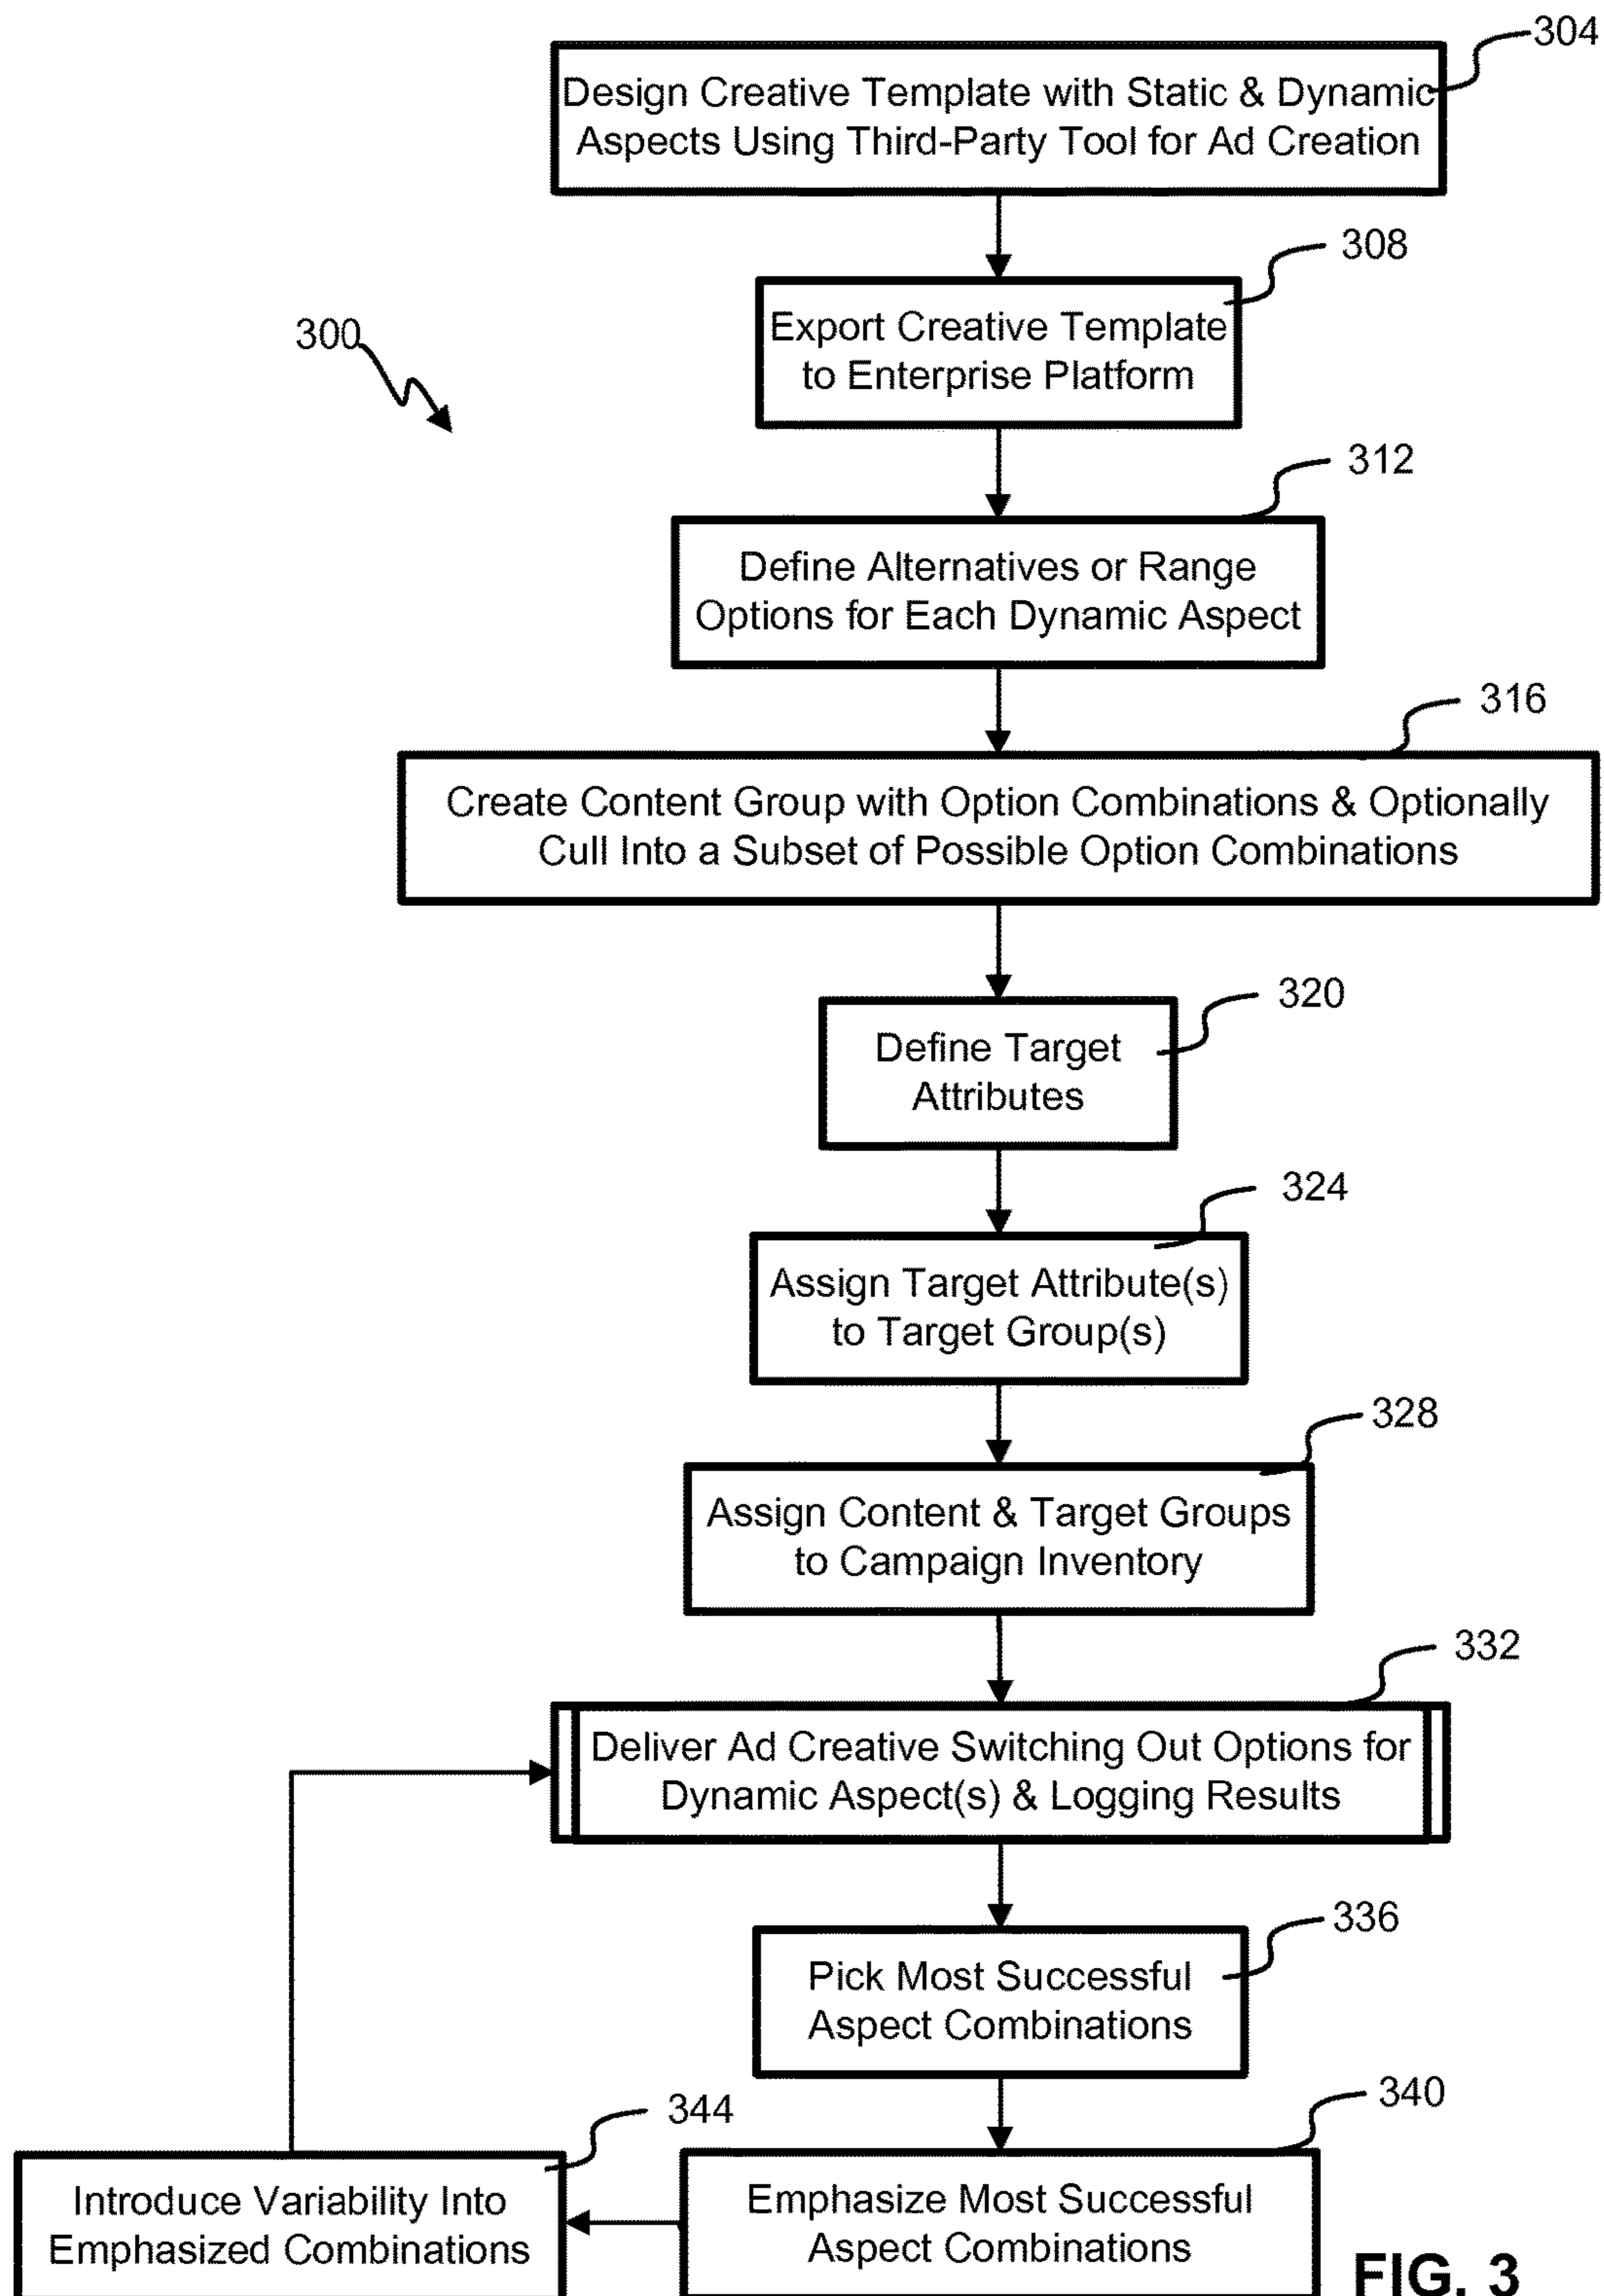 304
Design Creative Template with Static & Dynamic
Aspects Using Third-Party Tool for Ad Creation
308
Export Creative Template
to Enterprise Platform
300
312
Define Alternatives or Range
Options for Each Dynamic Aspect
316
Create Content Group with Option Combinations & Optionally
Cull Into a Subset of Possible Option Combinations
320
Define Target
Attributes
324
Assign Target Attribute(s)
to Target Group(s)
328
Assign Content & Target Groups
to Campaign Inventory
332
Deliver Ad Creative Switching Out Options for
Dynamic Aspect(s) & Logging Results
336
Pick Most Successful
Aspect Combinations
340
Emphasize Most Successful
Aspect Combinations
344
Introduce Variability Into
Emphasized Combinations
FIG. 3